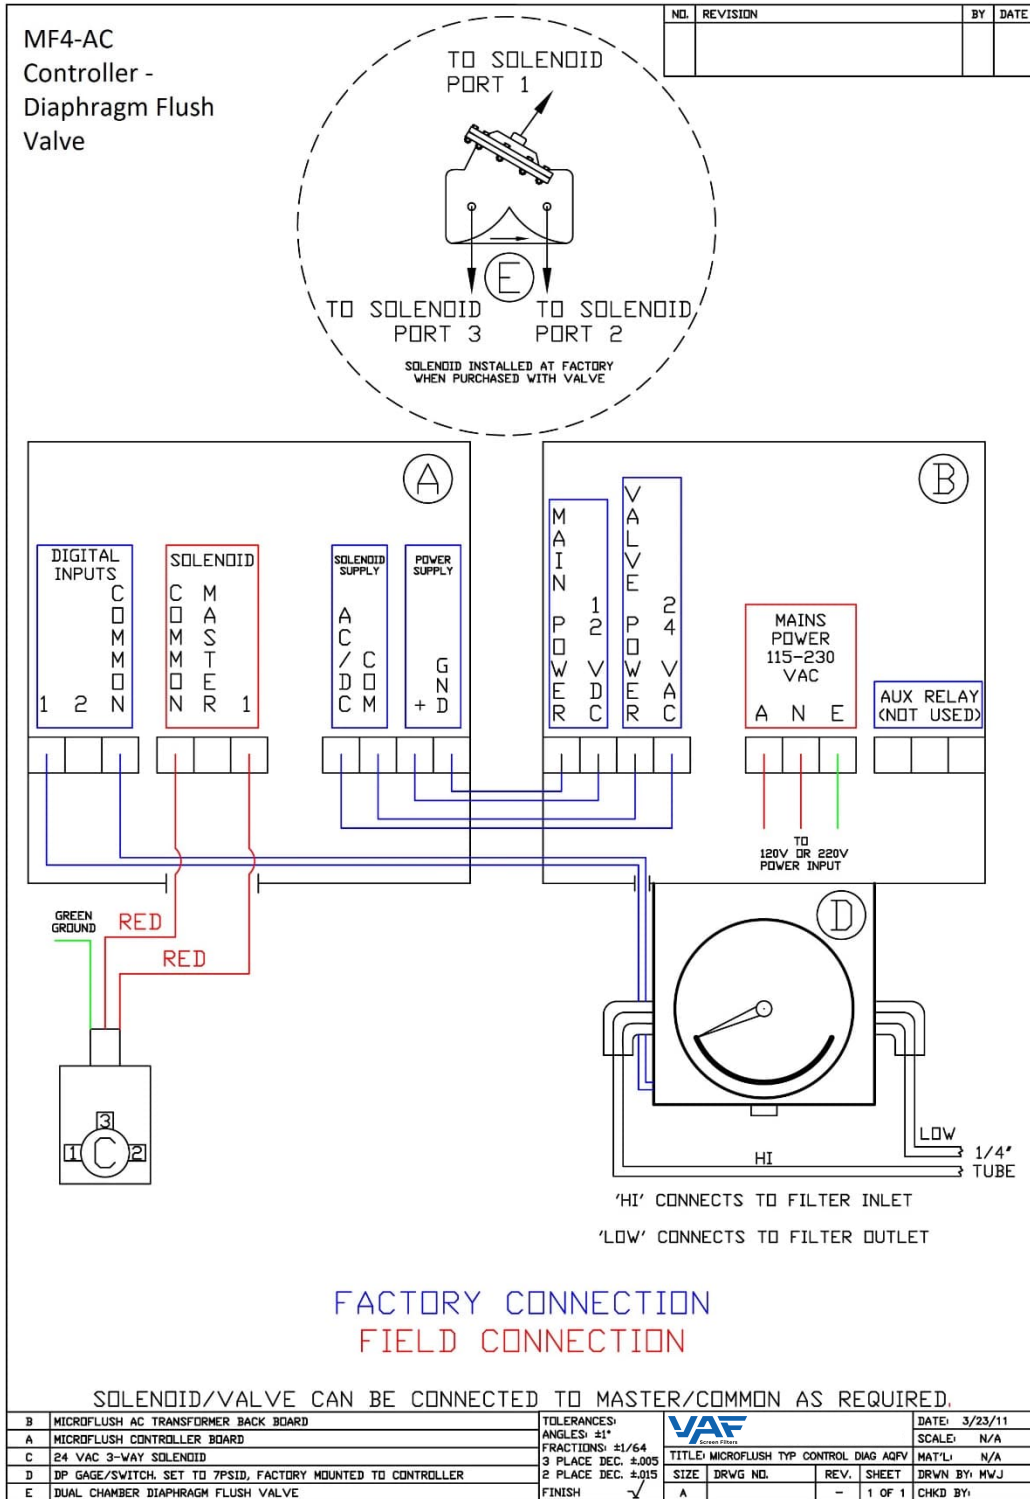 MF4-AC
Controller -
Diaphragm Flush
Valve
NO. REVISION BY DATE
TO SOLENOID
PORT 1
E
TO SOLENOID
PORT 3
TO SOLENOID
PORT 2
SOLENOID INSTALLED AT FACTORY
WHEN PURCHASED WITH VALVE
A
DIGITAL
INPUTS
1 2 COMMON
SOLENOID
COMMON MASTER 1
SOLENOID
SUPPLY
AC/DC COM
POWER
SUPPLY
+ GND
B
MAIN POWER 12 VDC
VALVE POWER 24 VAC
MAINS
POWER
115-230
VAC
A N E
AUX RELAY
(NOT USED)
TO
120V OR 220V
POWER INPUT
GREEN
GROUND
RED
RED
D
3
1 C 2
LOW
HI
1/4"
TUBE
'HI' CONNECTS TO FILTER INLET
'LOW' CONNECTS TO FILTER OUTLET
FACTORY CONNECTION
FIELD CONNECTION
SOLENOID/VALVE CAN BE CONNECTED TO MASTER/COMMON AS REQUIRED.
B MICROFLUSH AC TRANSFORMER BACK BOARD
A MICROFLUSH CONTROLLER BOARD
C 24 VAC 3-WAY SOLENOID
D DP GAGE/SWITCH, SET TO 7PSID, FACTORY MOUNTED TO CONTROLLER
E DUAL CHAMBER DIAPHRAGM FLUSH VALVE
TOLERANCES:
ANGLES: ±1°
FRACTIONS: ±1/64
3 PLACE DEC. ±.005
2 PLACE DEC. ±.015
FINISH
VAF
Screen Filters
TITLE: MICROFLUSH TYP CONTROL DIAG AQFV
SIZE DRWG NO. REV. SHEET
A - 1 OF 1
DATE: 3/23/11
SCALE: N/A
MAT'L: N/A
DRWN BY: MWJ
CHKD BY: